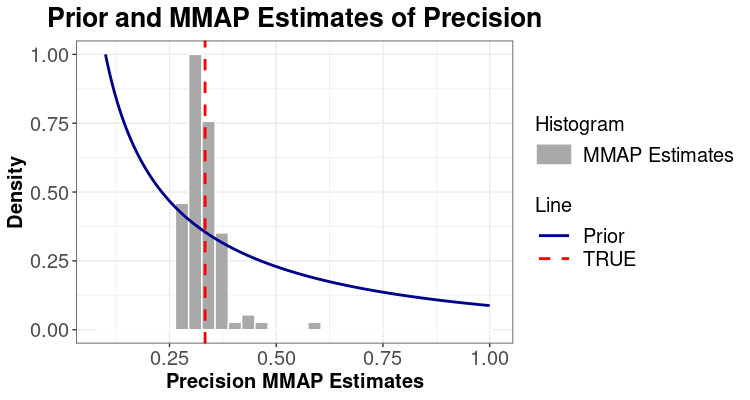 Prior and MMAP Estimates of Precision
1.00
0.75
0.50
0.25
0.00
Density
0.25 0.50 0.75 1.00
Precision MMAP Estimates
Histogram
MMAP Estimates
Line
Prior
TRUE